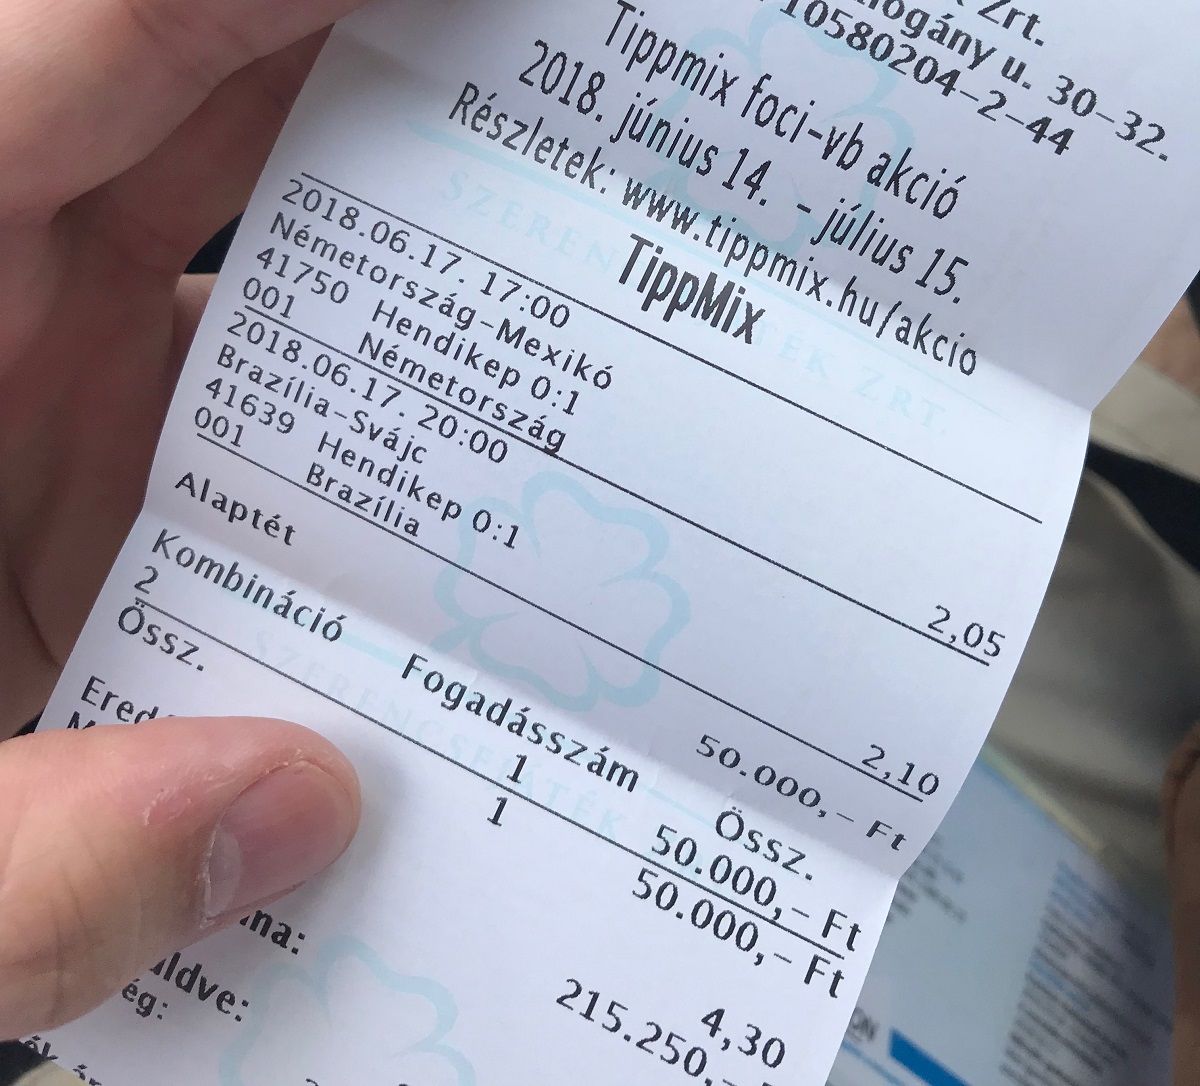 Zrt.
u. 30-32.
10580204-2-44
Tippmix foci-vb akció
2018. június 14. - július 15.
Részletek: www.tippmix.hu/akcio
TippMix
2018.06.17. 17:00
Németország-Mexikó
41750 Hendikep 0:1
001 Németország 2,05
2018.06.17. 20:00
Brazília-Svájc
41639 Hendikep 0:1
001 Brazília 2,10
Alaptét 50.000,- Ft
Kombináció Fogadásszám Össz.
2 1 50.000,- Ft
Össz. 1 50.000,- Ft
4,30
215.250,-